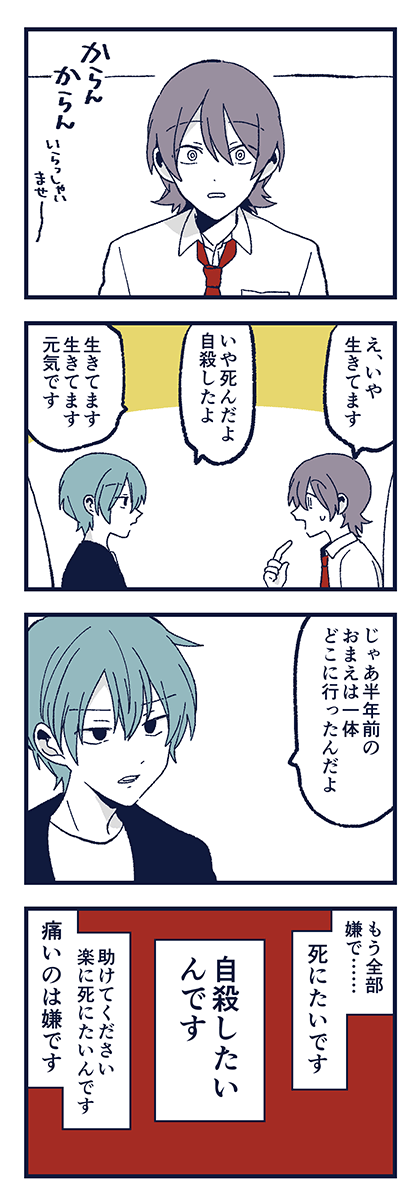 からん
からん
いらっしゃい
ませー
え、いや
生きてます
いや死んだよ
自殺したよ
生きてます
生きてます
元気です
じゃあ半年前の
おまえは一体
どこに行ったんだよ
もう全部
嫌で……
死にたいです
自殺したい
んです
助けてください
楽に死にたいんです
痛いのは嫌です